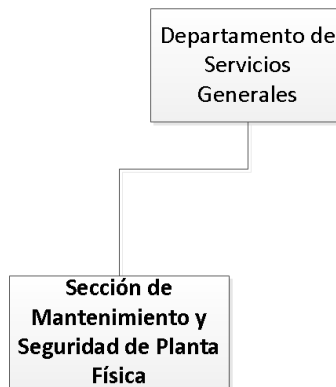 Departamento de
Servicios
Generales
Sección de
Mantenimiento y
Seguridad de Planta
Física